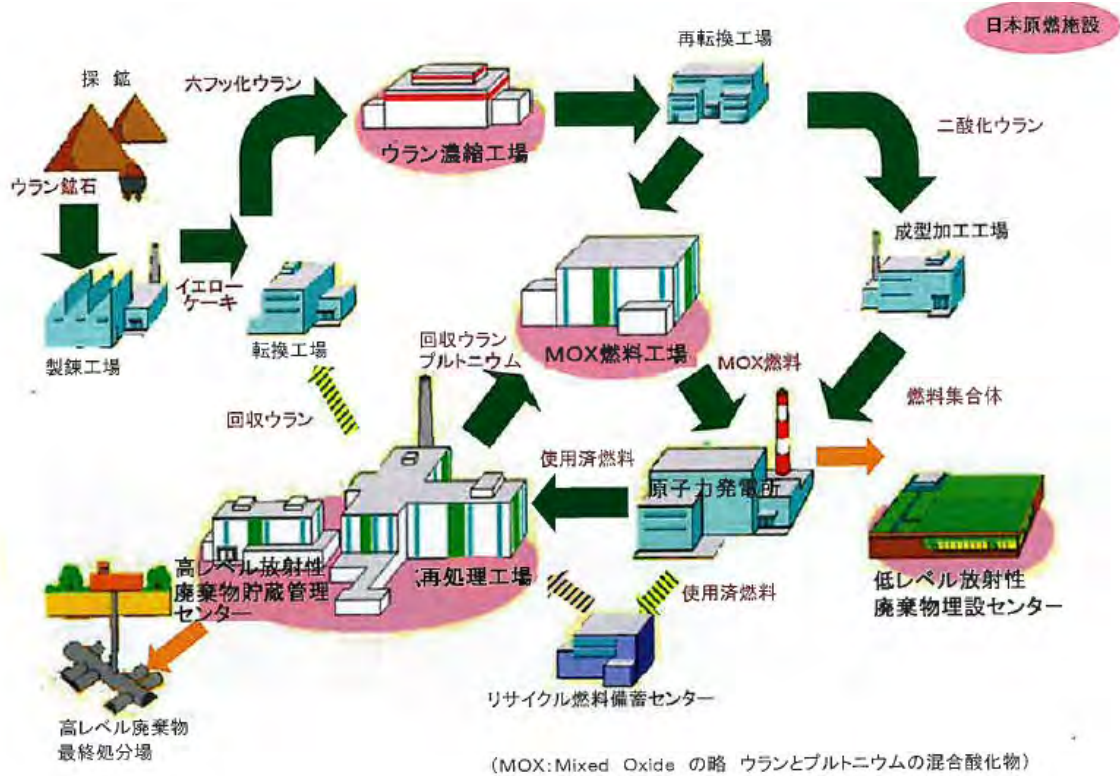 日本原燃施設
再転換工場
採 鉱
六フッ化ウラン
二酸化ウラン
ウラン濃縮工場
ウラン鉱石
成型加工工場
イエロー
ケーキ
製錬工場
転換工場
回収ウラン
プルトニウム
MOX燃料工場
MOX燃料
燃料集合体
回収ウラン
使用済燃料
原子力発電所
高レベル放射性
廃棄物貯蔵管理
センター
再処理工場
使用済燃料
低レベル放射性
廃棄物埋設センター
リサイクル燃料備蓄センター
高レベル廃棄物
最終処分場
(MOX:Mixed Oxide の略 ウランとプルトニウムの混合酸化物)